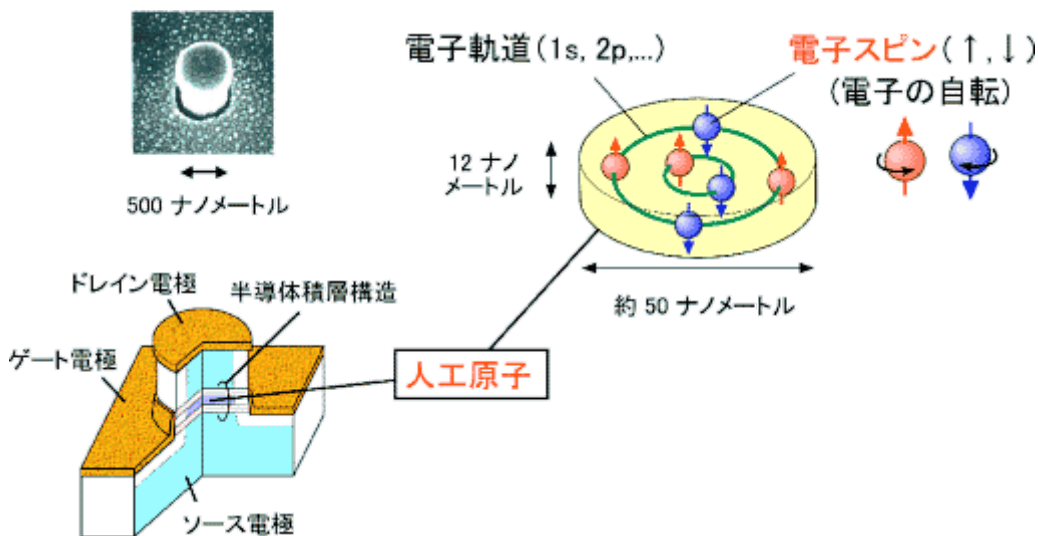 電子軌道(1s, 2p,...)
電子スピン(↑,↓)
(電子の自転)
12 ナノ
メートル
500 ナノメートル
約 50 ナノメートル
ドレイン電極
半導体積層構造
ゲート電極
人工原子
ソース電極